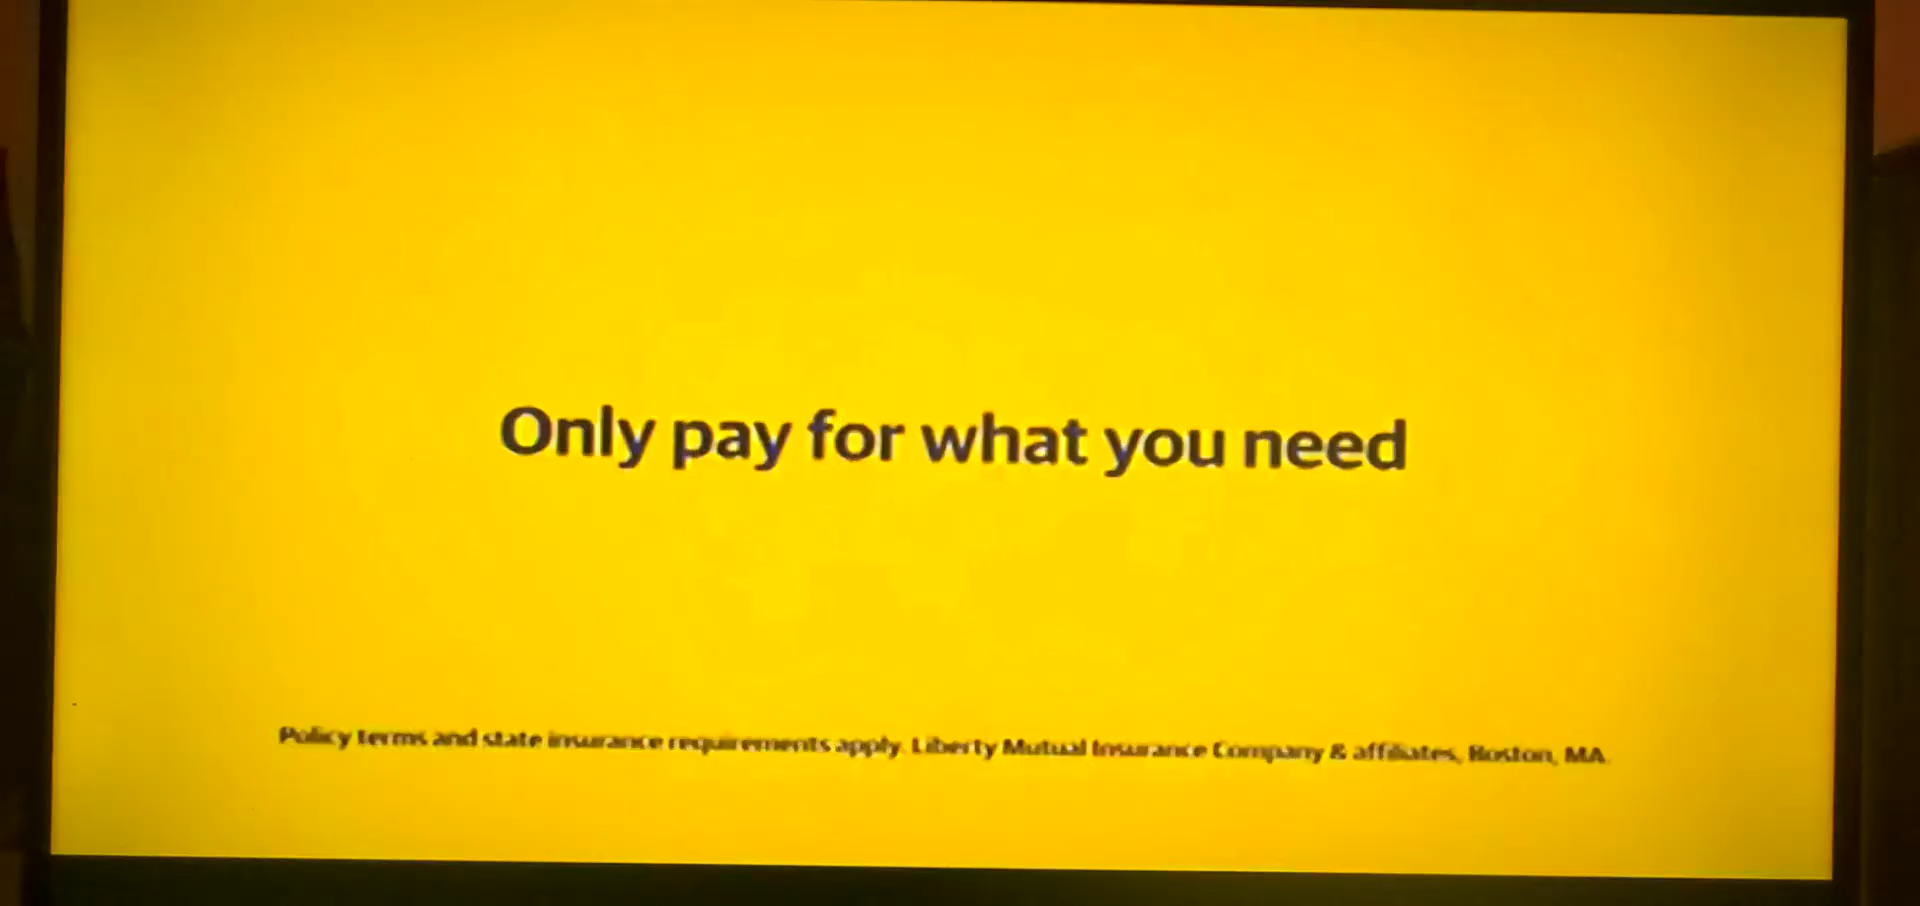 Only pay for what you need
Policy terms and state insurance requirements apply. Liberty Mutual Insurance Company & affiliates, Boston, MA.